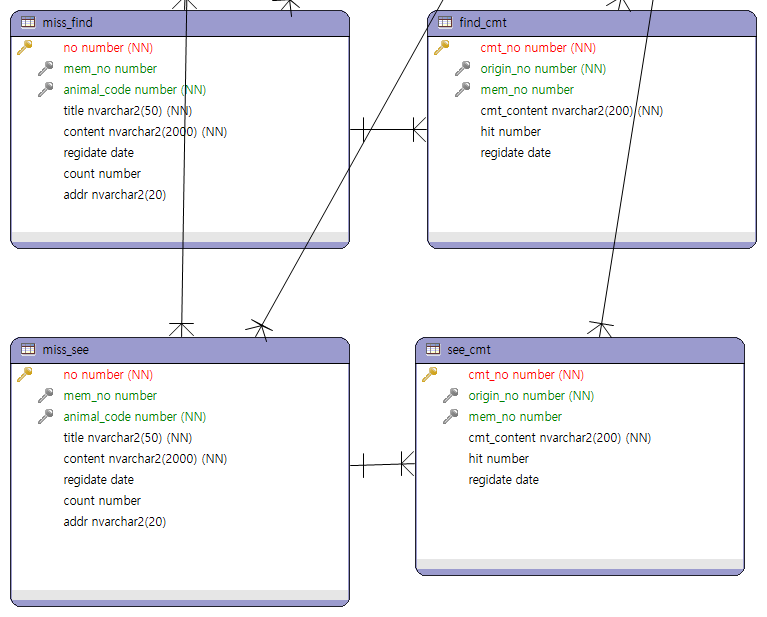 miss_find
no number (NN)
mem_no number
animal_code number (NN)
title nvarchar2(50) (NN)
content nvarchar2(2000) (NN)
regidate date
count number
addr nvarchar2(20)
find_cmt
cmt_no number (NN)
origin_no number (NN)
mem_no number
cmt_content nvarchar2(200) (NN)
hit number
regidate date
miss_see
no number (NN)
mem_no number
animal_code number (NN)
title nvarchar2(50) (NN)
content nvarchar2(2000) (NN)
regidate date
count number
addr nvarchar2(20)
see_cmt
cmt_no number (NN)
origin_no number (NN)
mem_no number
cmt_content nvarchar2(200) (NN)
hit number
regidate date